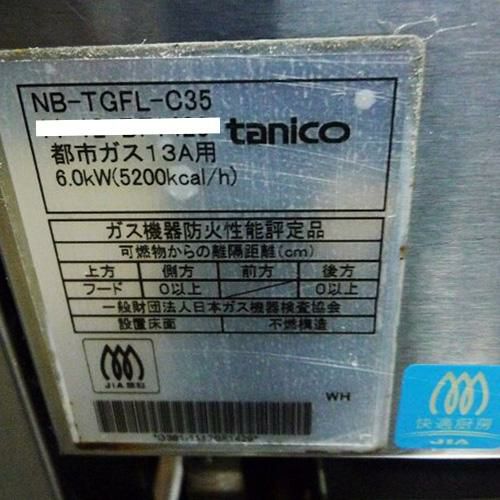 NB-TGFL-C35
tanico
都市ガス13A用
6.0kW(5200kcal/h)
ガス機器防火性能評定品
可燃物からの離隔距離(cm)
上方 側方 前方 後方
フード 0以上 0以上
一般財団法人日本ガス機器検査協会
設置床面 不燃構造
JIA
WH
快適厨房
JIA